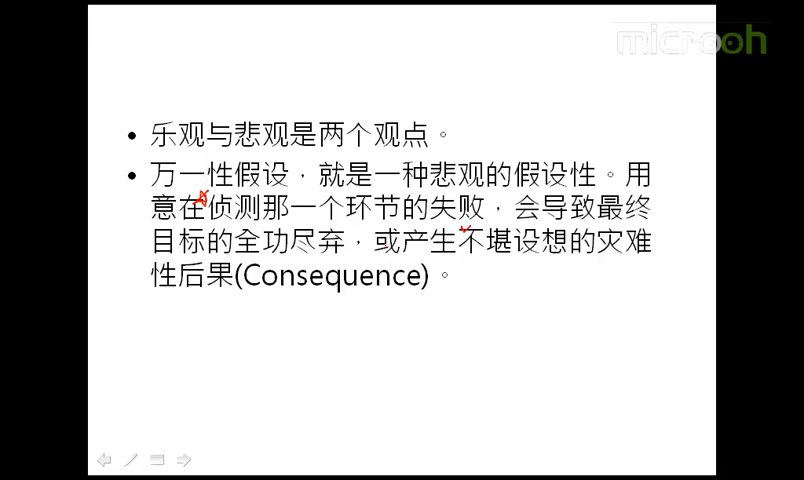 microoh
• 乐观与悲观是两个观点。
• 万一性假设，就是一种悲观的假设性。用
意在侦测那一个环节的失败，会导致最终
目标的全功尽弃，或产生不堪设想的灾难
性后果(Consequence)。